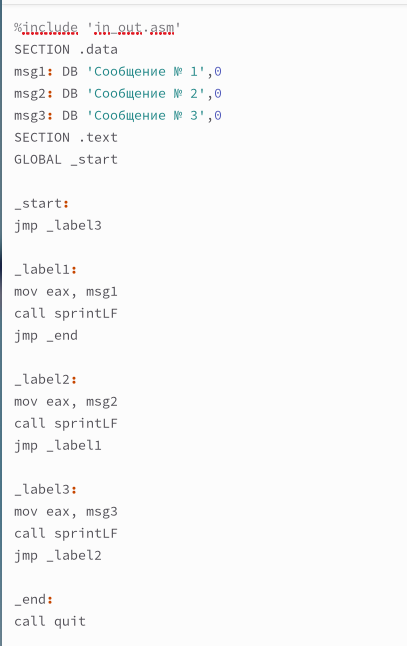 %include 'in_out.asm'
SECTION .data
msg1: DB 'Сообщение № 1',0
msg2: DB 'Сообщение № 2',0
msg3: DB 'Сообщение № 3',0
SECTION .text
GLOBAL _start
_start:
jmp _label3
_label1:
mov eax, msg1
call sprintLF
jmp _end
_label2:
mov eax, msg2
call sprintLF
jmp _label1
_label3:
mov eax, msg3
call sprintLF
jmp _label2
_end:
call quit